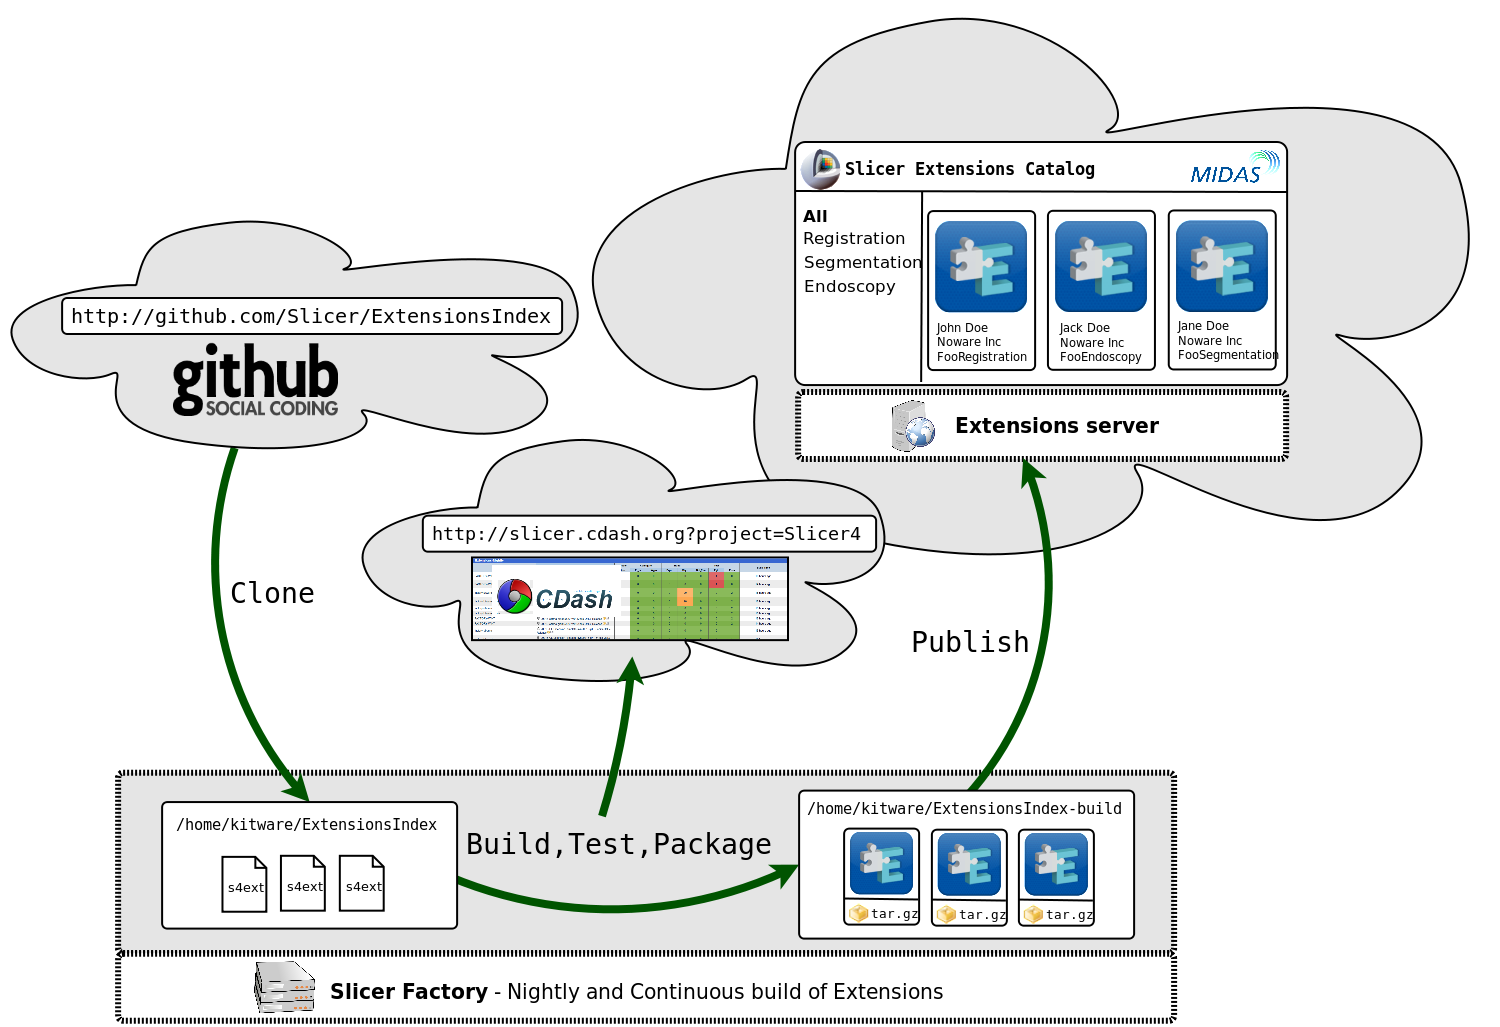 Slicer Extensions Catalog
MIDAS
All
Registration
Segmentation
Endoscopy
John Doe
Noware Inc
FooRegistration
Jack Doe
Noware Inc
FooEndoscopy
Jane Doe
Noware Inc
FooSegmentation
Extensions server
http://github.com/Slicer/ExtensionsIndex
github
SOCIAL CODING
http://slicer.cdash.org?project=Slicer4
CDash
Clone
Publish
/home/kitware/ExtensionsIndex
s4ext
s4ext
s4ext
Build,Test,Package
/home/kitware/ExtensionsIndex-build
tar.gz
tar.gz
tar.gz
Slicer Factory - Nightly and Continuous build of Extensions